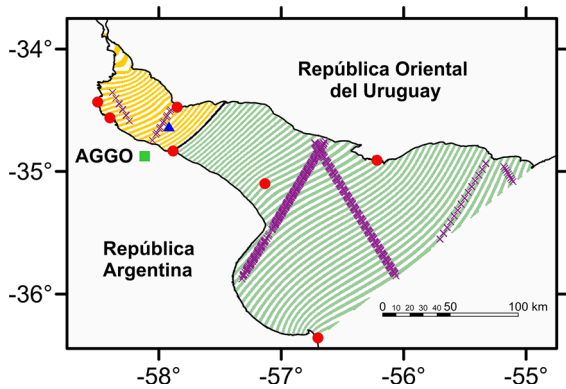 -34°
República Oriental
del Uruguay
-35°
AGGO
República
Argentina
-36°
0 10 20 30 40 50 100 km
-58° -57° -56° -55°